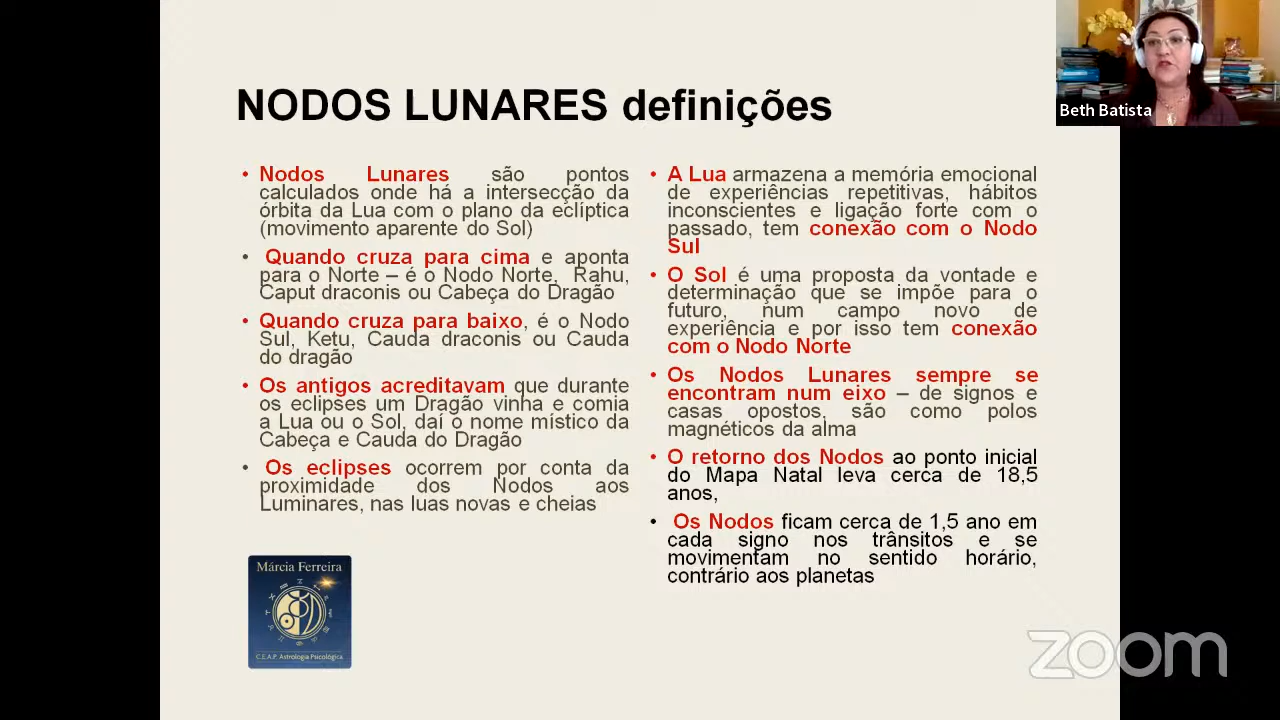 NODOS LUNARES definições
• Nodos Lunares são pontos
calculados onde há a intersecção da
órbita da Lua com o plano da eclíptica
(movimento aparente do Sol)
• Quando cruza para cima e aponta
para o Norte – é o Nodo Norte, Rahu,
Caput draconis ou Cabeça do Dragão
• Quando cruza para baixo, é o Nodo
Sul, Ketu, Cauda draconis ou Cauda
do dragão
• Os antigos acreditavam que durante
os eclipses um Dragão vinha e comia
a Lua ou o Sol, daí o nome místico da
Cabeça e Cauda do Dragão
• Os eclipses ocorrem por conta da
proximidade dos Nodos aos
Luminares, nas luas novas e cheias
• A Lua armazena a memória emocional
de experiências repetitivas, hábitos
inconscientes e ligação forte com o
passado, tem conexão com o Nodo
Sul
• O Sol é uma proposta da vontade e
determinação que se impõe para o
futuro, num campo novo de
experiência e por isso tem conexão
com o Nodo Norte
• Os Nodos Lunares sempre se
encontram num eixo – de signos e
casas opostos, são como polos
magnéticos da alma
• O retorno dos Nodos ao ponto inicial
do Mapa Natal leva cerca de 18,5
anos,
• Os Nodos ficam cerca de 1,5 ano em
cada signo nos trânsitos e se
movimentam no sentido horário,
contrário aos planetas
Márcia Ferreira
C.E.A.P. Astrologia Psicológica
Beth Batista
zoom